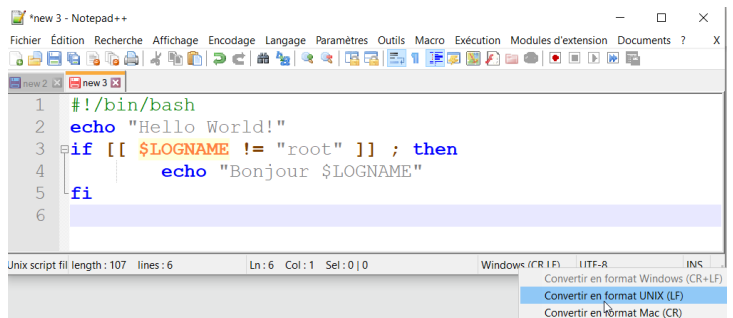 *new 3 - Notepad++
Fichier Édition Recherche Affichage Encodage Langage Paramètres Outils Macro Exécution Modules d'extension Documents ? X
new 2 new 3
1 #!/bin/bash
2 echo "Hello World!"
3 if [[ $LOGNAME != "root" ]] ; then
4 echo "Bonjour $LOGNAME"
5 fi
6
Unix script fil length : 107 lines : 6 Ln : 6 Col : 1 Sel : 0 | 0 Windows (CR LF) UTF-8 INS
Convertir en format Windows (CR+LF)
Convertir en format UNIX (LF)
Convertir en format Mac (CR)